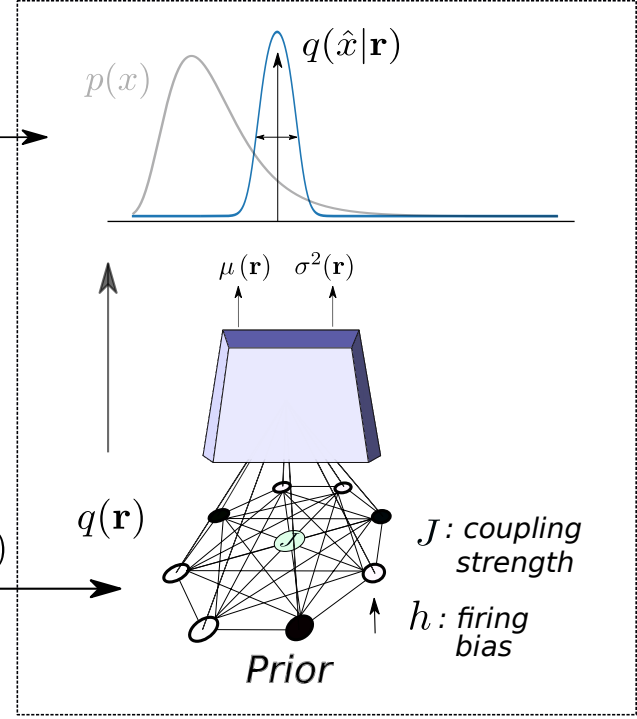 q(x̂|𝐫)
p(x)
μ(𝐫) σ²(𝐫)
q(𝐫)
)
J
J : coupling
strength
h : firing
bias
Prior